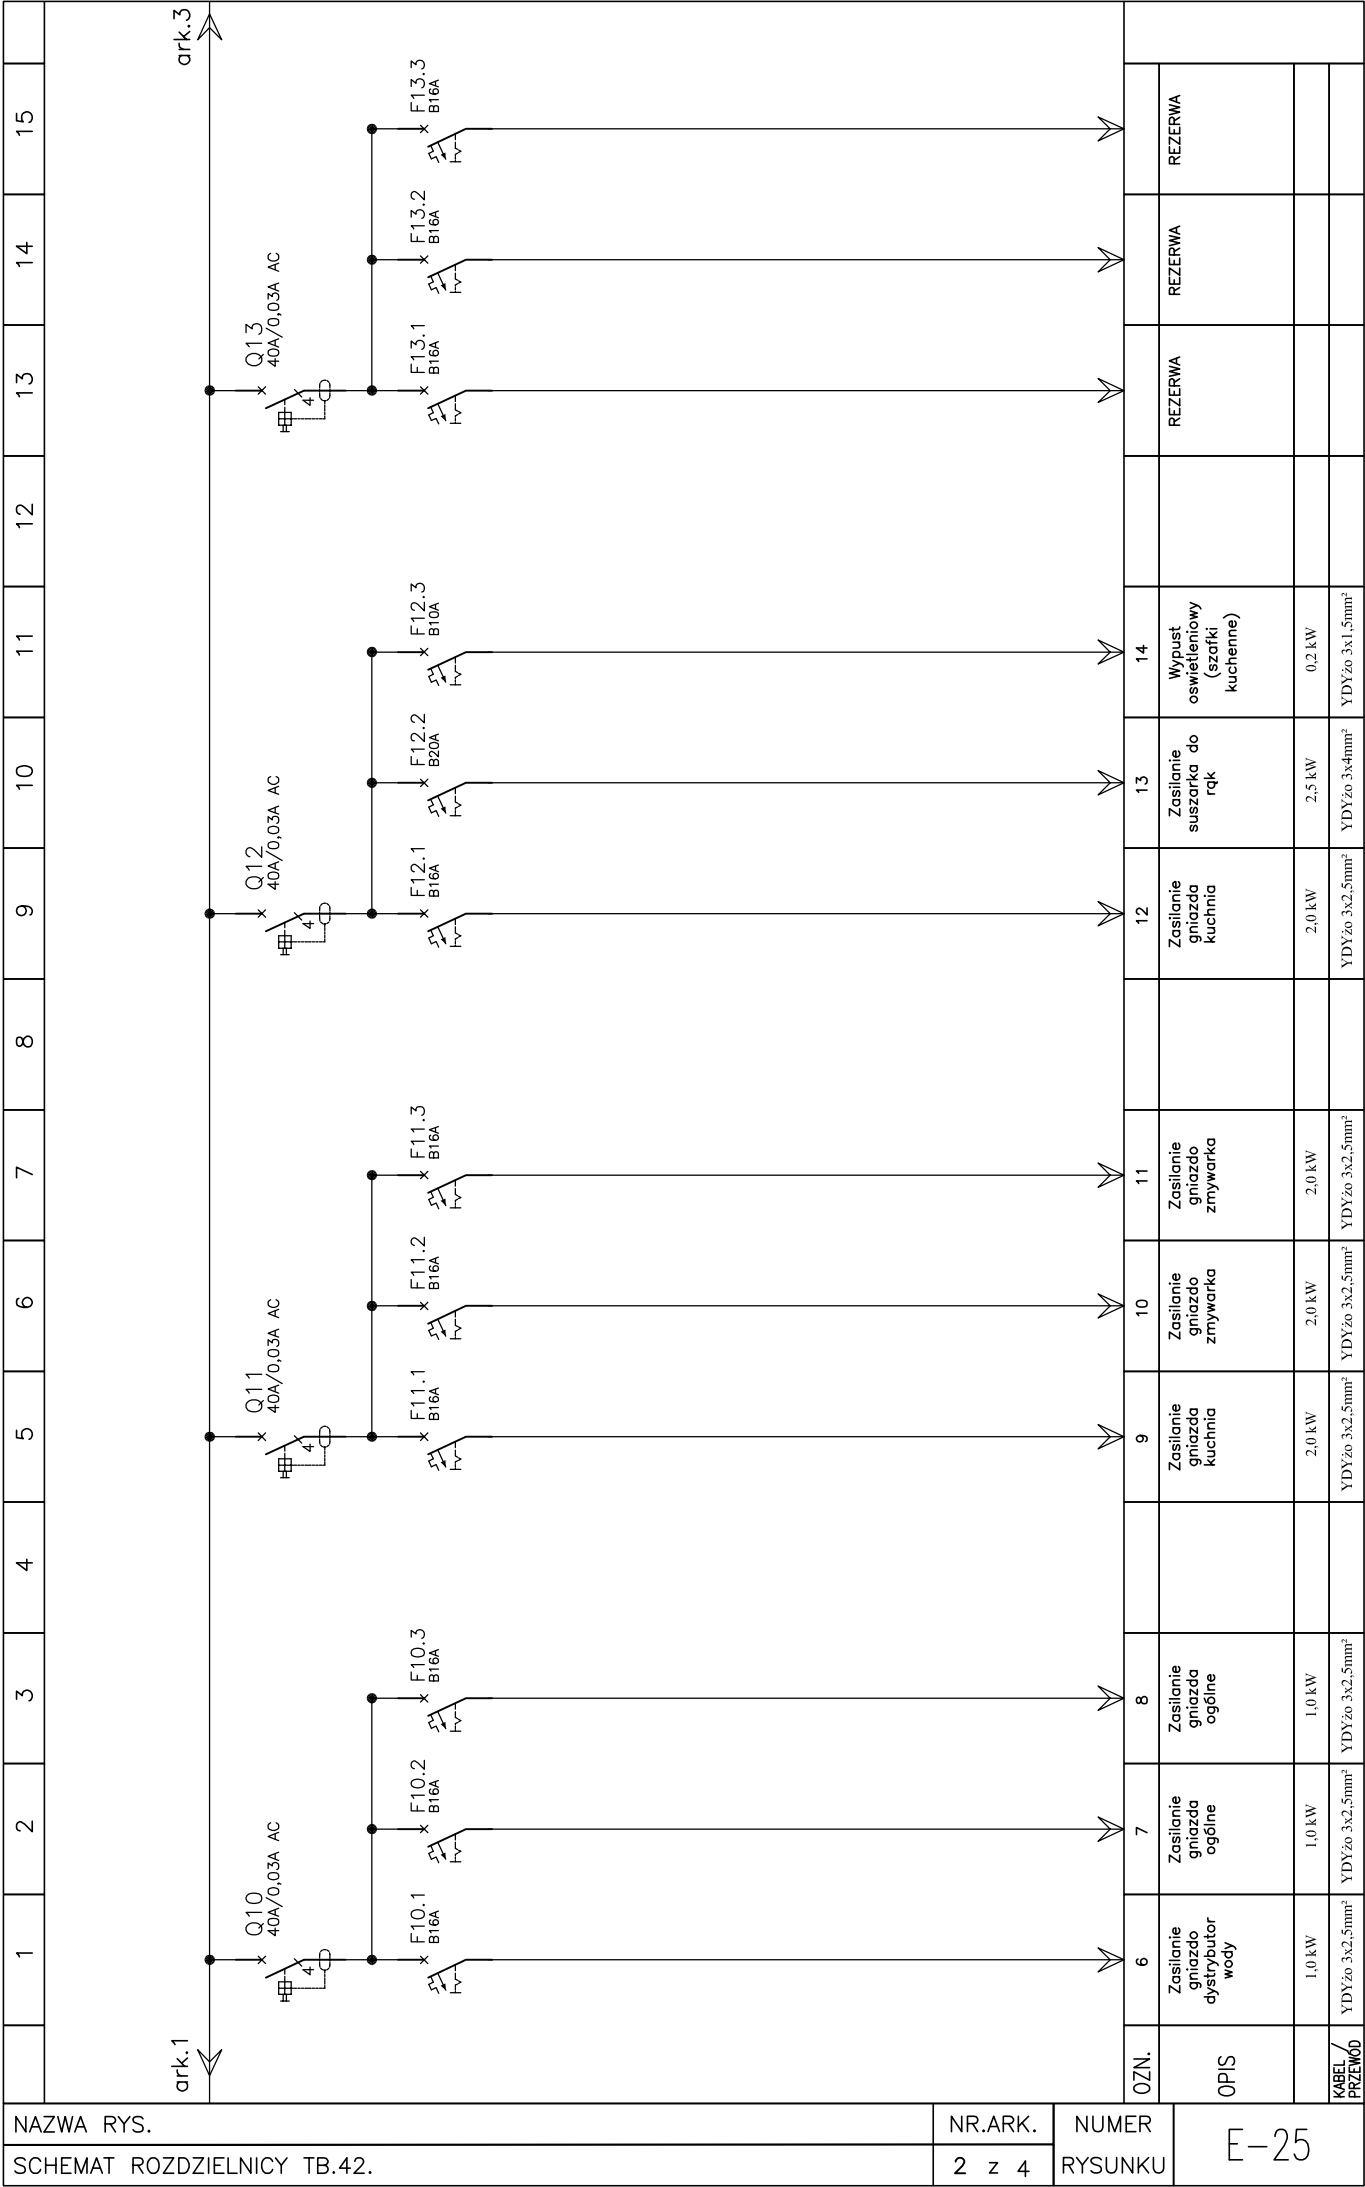 1
2
3
4
5
6
7
8
9
10
11
12
13
14
15
ark.1
ark.3
Q10
40A/0,03A AC
Q11
40A/0,03A AC
Q12
40A/0,03A AC
Q13
40A/0,03A AC
4
4
4
4
F10.1
B16A
F10.2
B16A
F10.3
B16A
F11.1
B16A
F11.2
B16A
F11.3
B16A
F12.1
B16A
F12.2
B20A
F12.3
B10A
F13.1
B16A
F13.2
B16A
F13.3
B16A
OZN.
6
7
8
9
10
11
12
13
14
OPIS
Zasilanie
gniazdo
dystrybutor
wody
Zasilanie
gniazda
ogólne
Zasilanie
gniazda
ogólne
Zasilanie
gniazda
kuchnia
Zasilanie
gniazdo
zmywarka
Zasilanie
gniazdo
zmywarka
Zasilanie
gniazda
kuchnia
Zasilanie
suszarka do
rąk
Wypust
oswietleniowy
(szafki
kuchenne)
REZERWA
REZERWA
REZERWA
1,0 kW
1,0 kW
1,0 kW
2,0 kW
2,0 kW
2,0 kW
2,0 kW
2,5 kW
0,2 kW
KABEL /
PRZEWÓD
YDYżo 3x2,5mm²
YDYżo 3x2,5mm²
YDYżo 3x2,5mm²
YDYżo 3x2,5mm²
YDYżo 3x2,5mm²
YDYżo 3x2,5mm²
YDYżo 3x2,5mm²
YDYżo 3x4mm²
YDYżo 3x1,5mm²
NAZWA RYS.
SCHEMAT ROZDZIELNICY TB.42.
NR.ARK.
2 z 4
NUMER
RYSUNKU
E-25